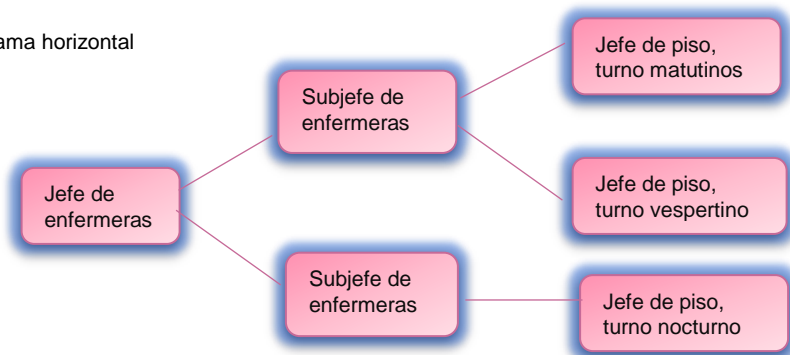 ama horizontal
Jefe de
enfermeras
Subjefe de
enfermeras
Subjefe de
enfermeras
Jefe de piso,
turno matutinos
Jefe de piso,
turno vespertino
Jefe de piso,
turno nocturno